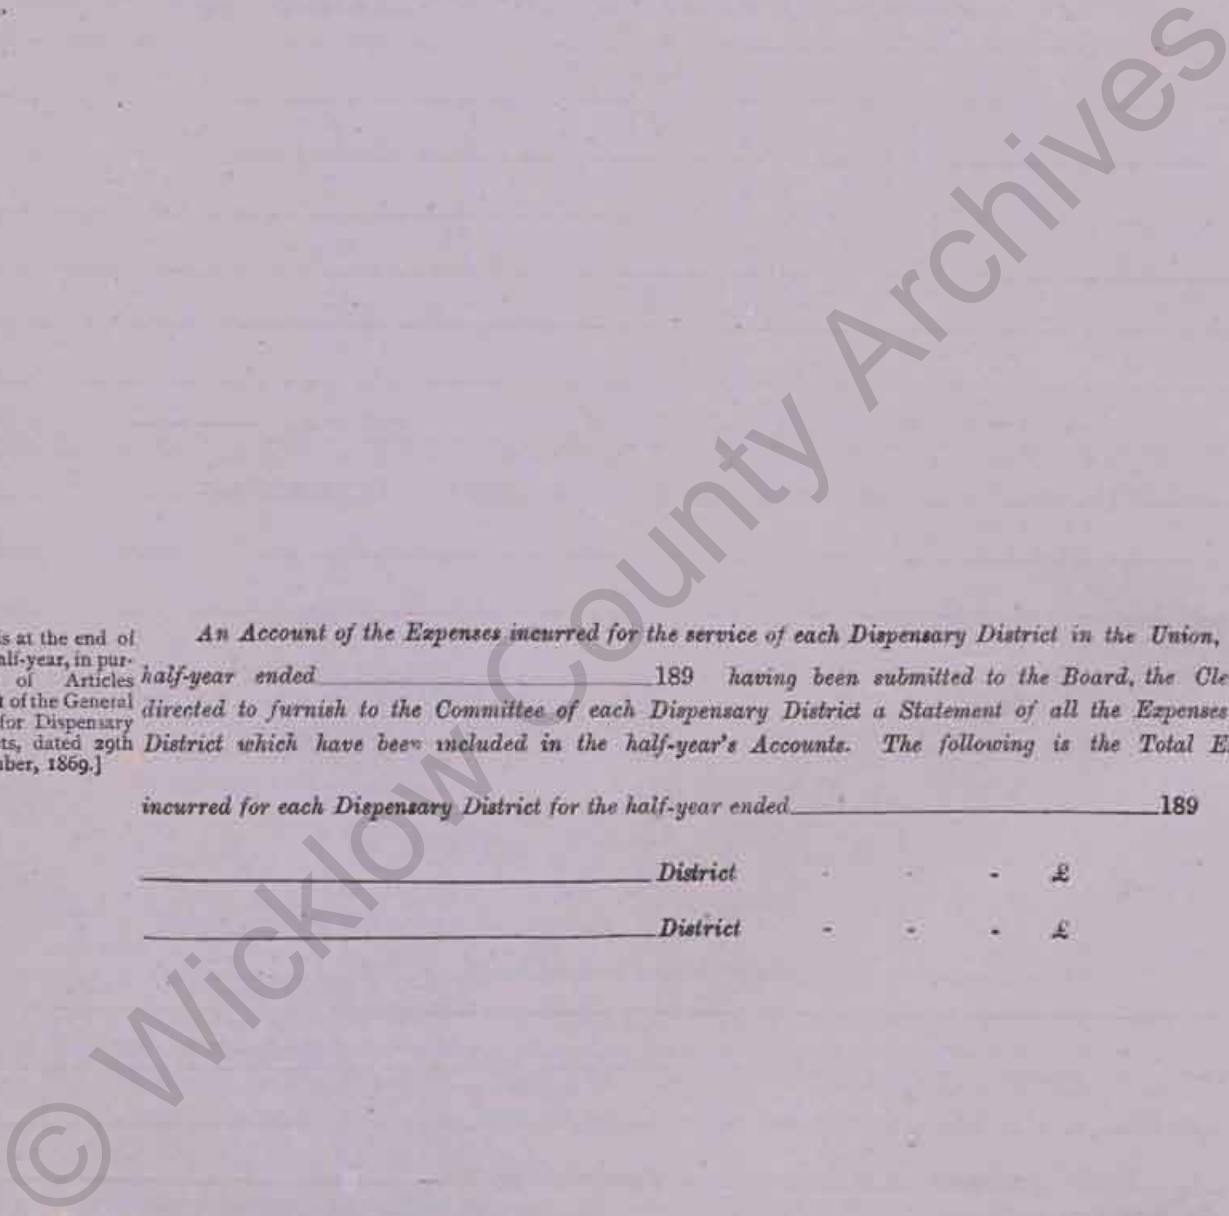 s at the end of
alf-year, in pur-
of Articles
t of the General
for Dispensary
ts, dated 29th
ber, 1869.]
An Account of the Expenses incurred for the service of each Dispensary District in the Union,
half-year ended 189 having been submitted to the Board, the Cle
directed to furnish to the Committee of each Dispensary District a Statement of all the Expenses
District which have been included in the half-year's Accounts. The following is the Total E
incurred for each Dispensary District for the half-year ended 189
District - - - £
District - - - £
© Wicklow County Archives